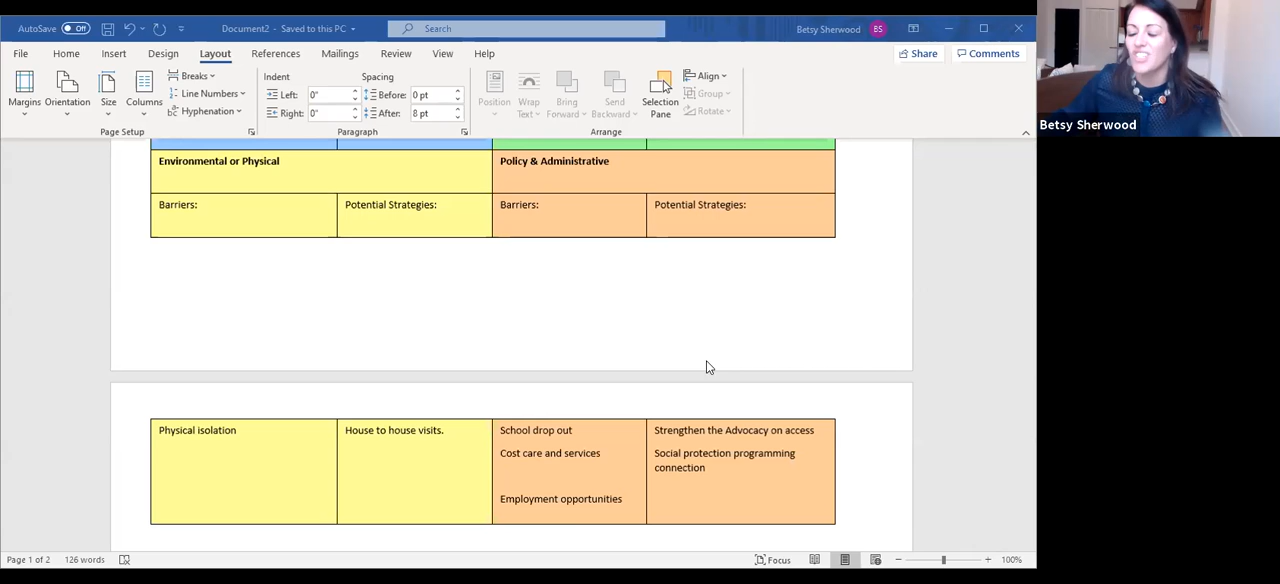 AutoSave Off Document2 - Saved to this PC Search Betsy Sherwood BS
File Home Insert Design Layout References Mailings Review View Help Share Comments
Margins Orientation Size Columns Breaks Line Numbers Hyphenation
Page Setup
Indent Spacing
Left: 0" Before: 0 pt
Right: 0" After: 8 pt
Paragraph
Position Wrap Text Bring Forward Send Backward Selection Pane Align Group Rotate
Arrange
Betsy Sherwood
Environmental or Physical Policy & Administrative
Barriers: Potential Strategies: Barriers: Potential Strategies:
Physical isolation House to house visits. School drop out Strengthen the Advocacy on access
Cost care and services Social protection programming
connection
Employment opportunities
Page 1 of 2 126 words Focus 100%